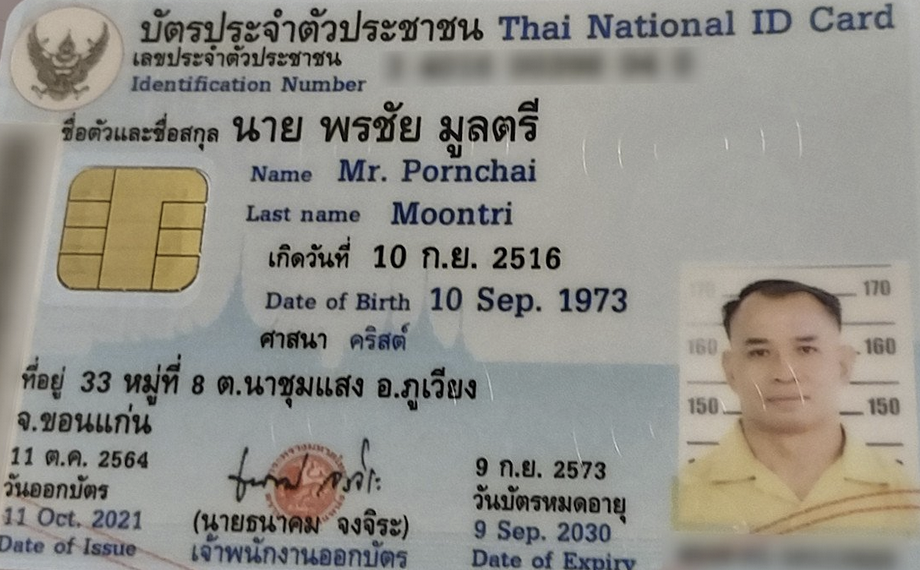 บัตรประจำตัวประชาชน Thai National ID Card
เลขประจำตัวประชาชน
Identification Number
ชื่อตัวและชื่อสกุล นาย พรชัย มูลตรี
Name Mr. Pornchai
Last name Moontri
เกิดวันที่ 10 ก.ย. 2516
Date of Birth 10 Sep. 1973
ศาสนา คริสต์
ที่อยู่ 33 หมู่ที่ 8 ต.นาชุมแสง อ.ภูเวียง
จ.ขอนแก่น
11 ต.ค. 2564
วันออกบัตร
11 Oct. 2021
Date of Issue
(นายธนาคม จงจิระ)
เจ้าพนักงานออกบัตร
9 ก.ย. 2573
วันบัตรหมดอายุ
9 Sep. 2030
Date of Expiry
170 170
160 160
150 150